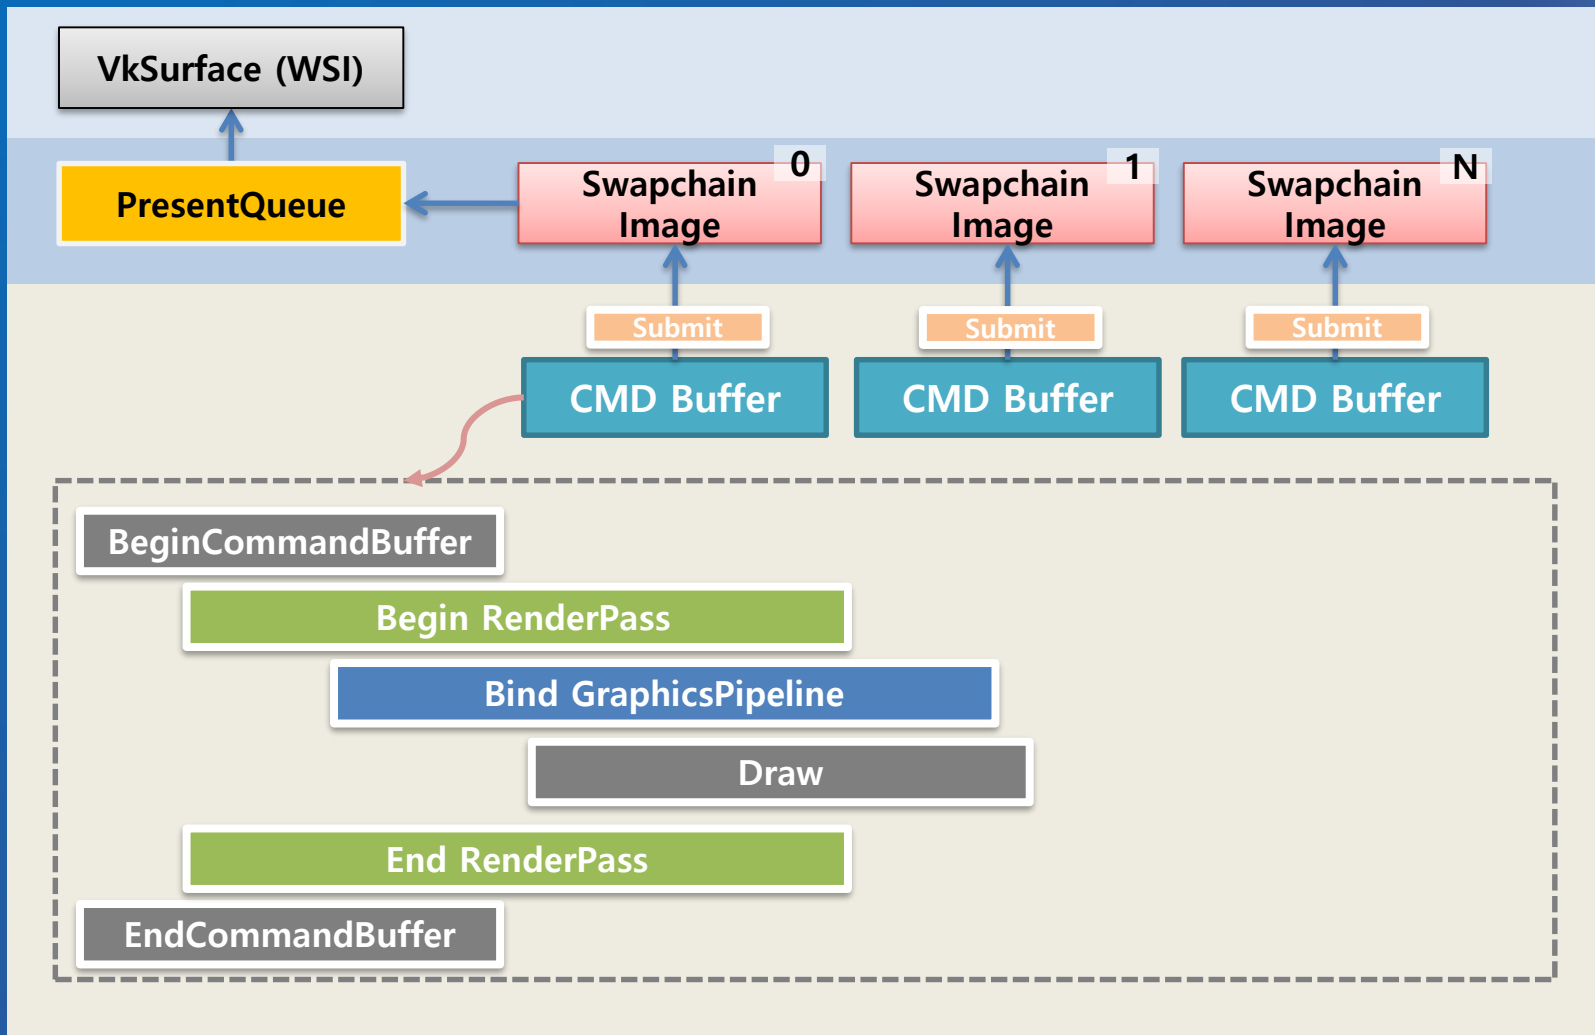 VkSurface (WSI)
PresentQueue
0
Swapchain
Image
1
Swapchain
Image
N
Swapchain
Image
Submit
Submit
Submit
CMD Buffer
CMD Buffer
CMD Buffer
BeginCommandBuffer
Begin RenderPass
Bind GraphicsPipeline
Draw
End RenderPass
EndCommandBuffer